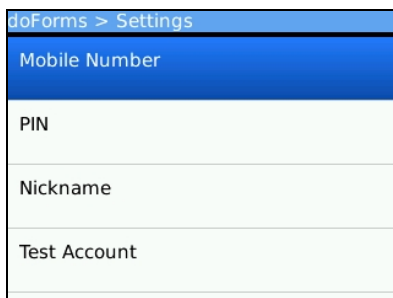 doForms > Settings
Mobile Number
PIN
Nickname
Test Account